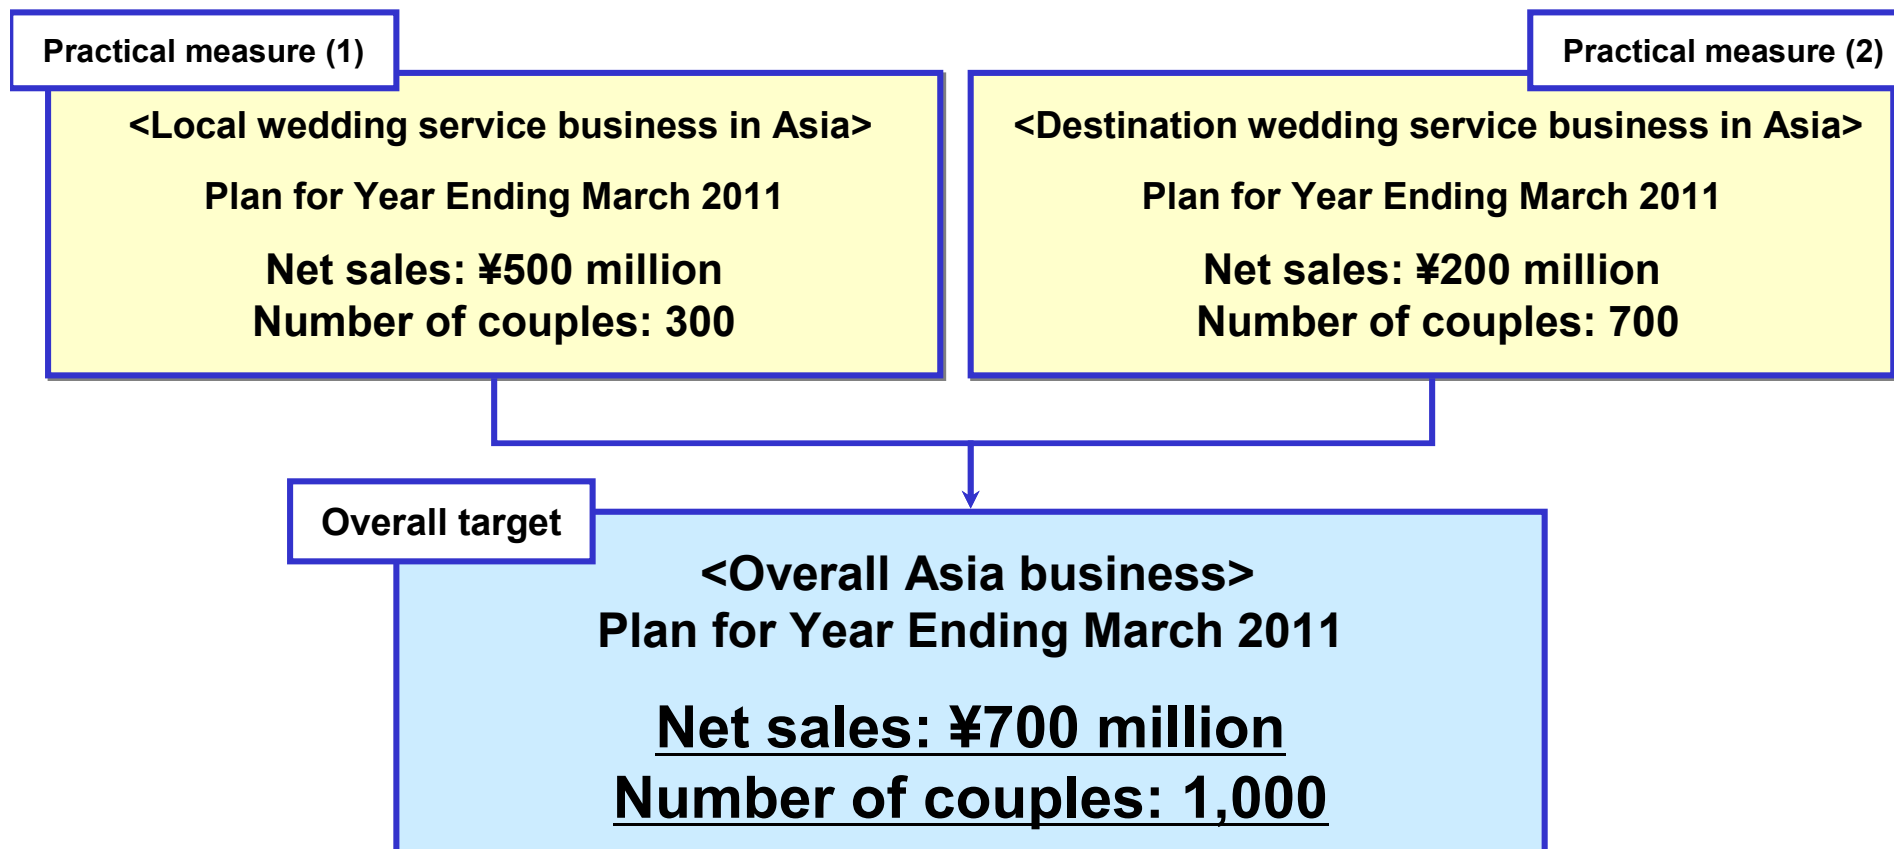 Practical measure (1)
<Local wedding service business in Asia>
Plan for Year Ending March 2011
Net sales: ¥500 million
Number of couples: 300
Practical measure (2)
<Destination wedding service business in Asia>
Plan for Year Ending March 2011
Net sales: ¥200 million
Number of couples: 700
Overall target
<Overall Asia business>
Plan for Year Ending March 2011
Net sales: ¥700 million
Number of couples: 1,000